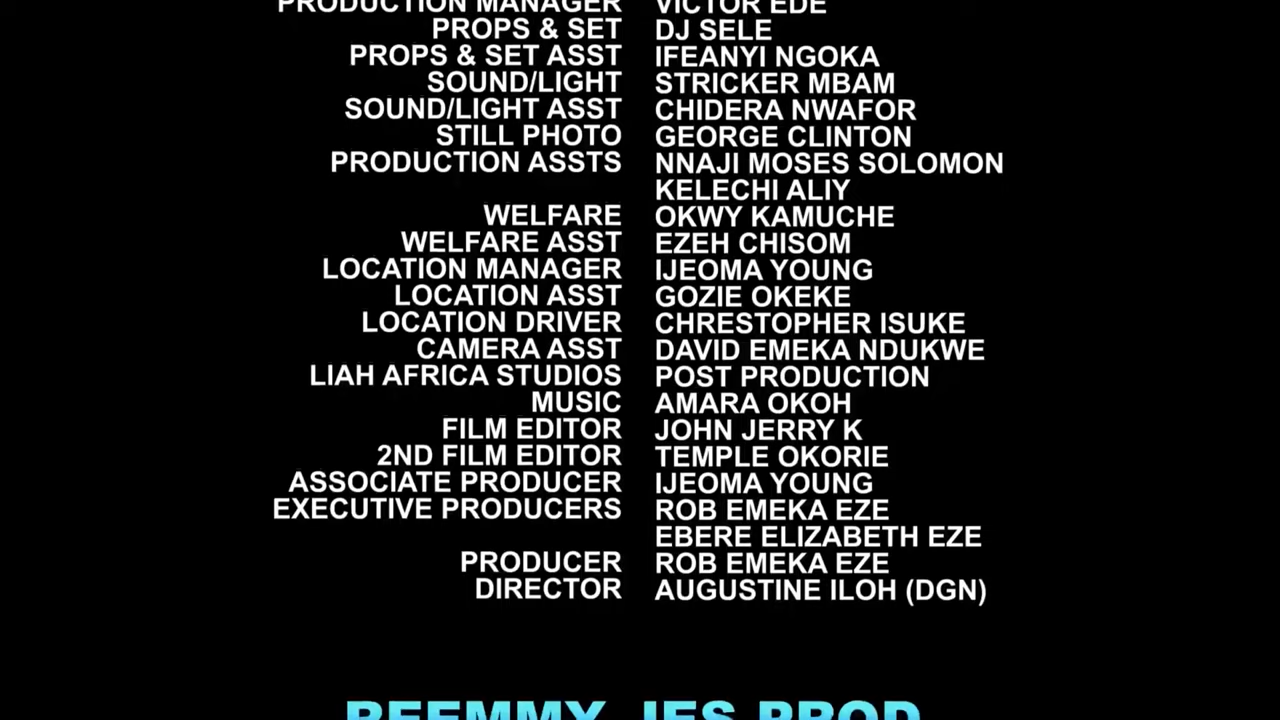 PRODUCTION MANAGER VICTOR EDE
PROPS & SET DJ SELE
PROPS & SET ASST IFEANYI NGOKA
SOUND/LIGHT STRICKER MBAM
SOUND/LIGHT ASST CHIDERA NWAFOR
STILL PHOTO GEORGE CLINTON
PRODUCTION ASSTS NNAJI MOSES SOLOMON
KELECHI ALIY
WELFARE OKWY KAMUCHE
WELFARE ASST EZEH CHISOM
LOCATION MANAGER IJEOMA YOUNG
LOCATION ASST GOZIE OKEKE
LOCATION DRIVER CHRESTOPHER ISUKE
CAMERA ASST DAVID EMEKA NDUKWE
LIAH AFRICA STUDIOS POST PRODUCTION
MUSIC AMARA OKOH
FILM EDITOR JOHN JERRY K
2ND FILM EDITOR TEMPLE OKORIE
ASSOCIATE PRODUCER IJEOMA YOUNG
EXECUTIVE PRODUCERS ROB EMEKA EZE
EBERE ELIZABETH EZE
PRODUCER ROB EMEKA EZE
DIRECTOR AUGUSTINE ILOH (DGN)
PROD